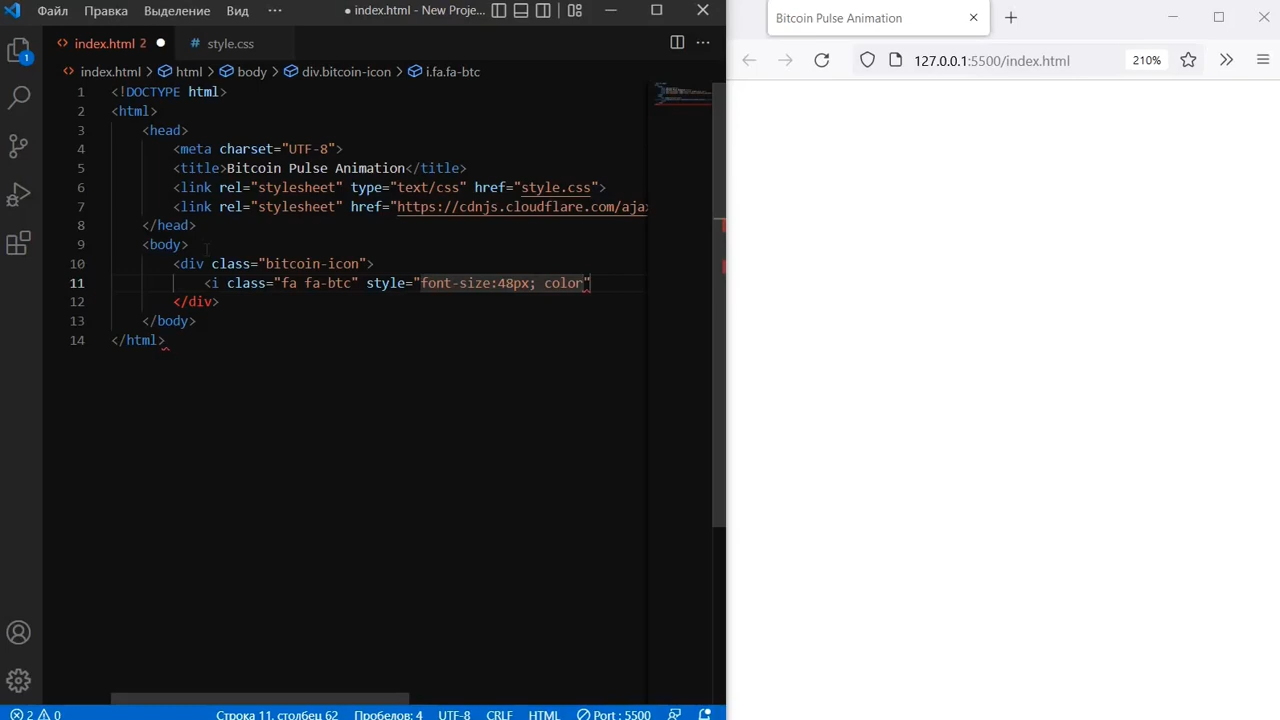 Файл Правка Выделение Вид ··· ● index.html - New Projec...
index.html 2 ● # style.css ···
index.html > html > body > div.bitcoin-icon > i.fa.fa-btc
1 <!DOCTYPE html>
2 <html>
3 <head>
4 <meta charset="UTF-8">
5 <title>Bitcoin Pulse Animation</title>
6 <link rel="stylesheet" type="text/css" href="style.css">
7 <link rel="stylesheet" href="https://cdnjs.cloudflare.com/ajax
8 </head>
9 <body>
10 <div class="bitcoin-icon">
11 <i class="fa fa-btc" style="font-size:48px; color"
12 </div>
13 </body>
14 </html>
1
2 0 Строка 11, столбец 62 Пробелов: 4 UTF-8 CRLF HTML Port : 5500
Bitcoin Pulse Animation
127.0.0.1:5500/index.html 210%